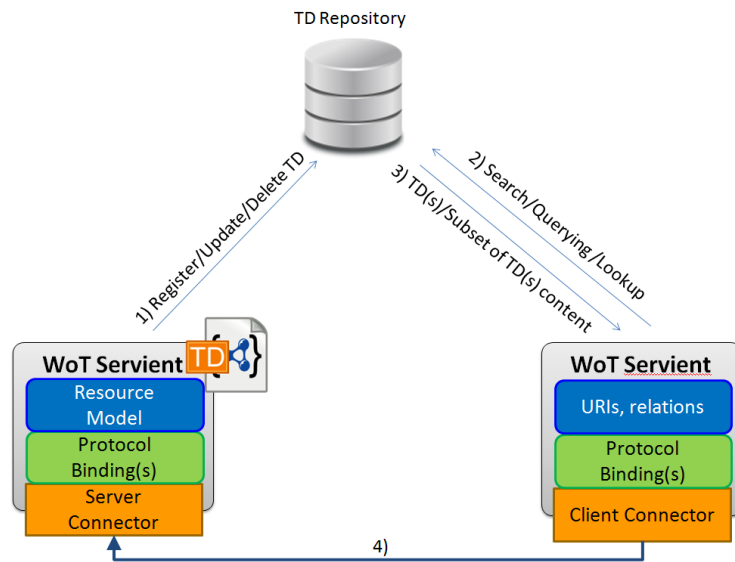 TD Repository
1) Register/Update/Delete TD
2) Search/Querying /Lookup
3) TD(s)/Subset of TD(s) content
WoT Servient
TD
{ }
Resource
Model
Protocol
Binding(s)
Server
Connector
WoT Servient
URIs, relations
Protocol
Binding(s)
Client Connector
4)